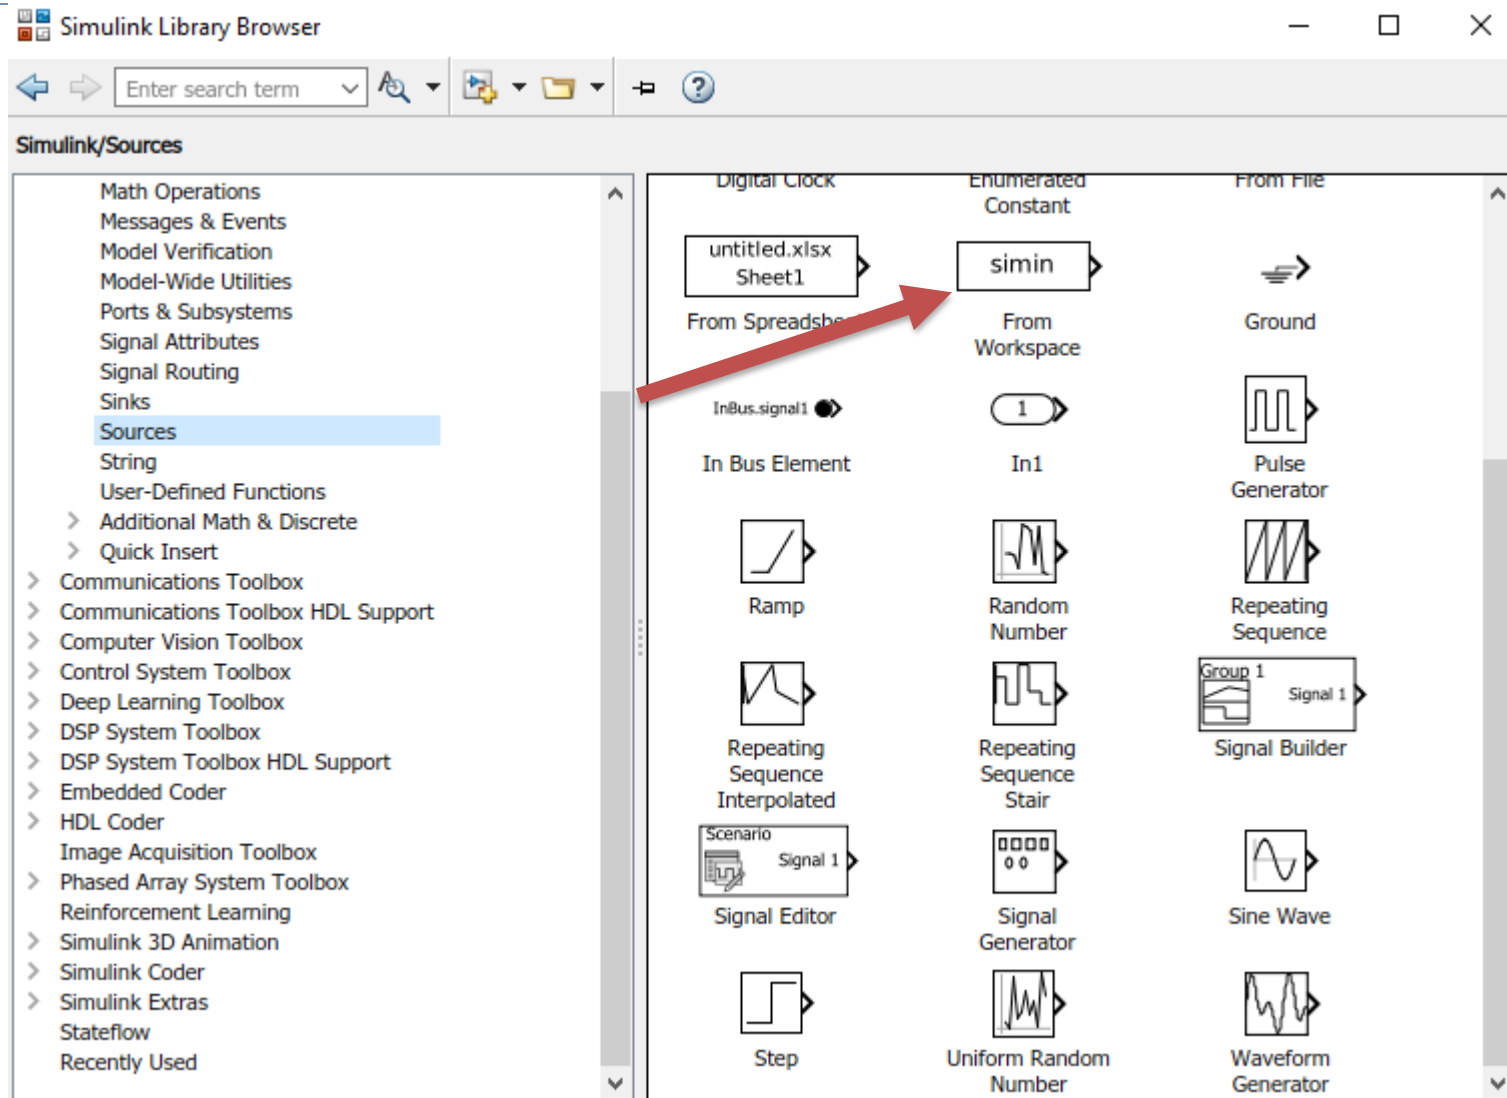 Simulink Library Browser
Enter search term
Simulink/Sources
Math Operations
Messages & Events
Model Verification
Model-Wide Utilities
Ports & Subsystems
Signal Attributes
Signal Routing
Sinks
Sources
String
User-Defined Functions
Additional Math & Discrete
Quick Insert
Communications Toolbox
Communications Toolbox HDL Support
Computer Vision Toolbox
Control System Toolbox
Deep Learning Toolbox
DSP System Toolbox
DSP System Toolbox HDL Support
Embedded Coder
HDL Coder
Image Acquisition Toolbox
Phased Array System Toolbox
Reinforcement Learning
Simulink 3D Animation
Simulink Coder
Simulink Extras
Stateflow
Recently Used
Digital Clock
Enumerated
Constant
From File
untitled.xlsx
Sheet1
From Spreadsheet
simin
From
Workspace
Ground
InBus.signal1
In Bus Element
1
In1
Pulse
Generator
Ramp
Random
Number
Repeating
Sequence
Repeating
Sequence
Interpolated
Repeating
Sequence
Stair
Group 1
Signal 1
Signal Builder
Scenario
Signal 1
Signal Editor
Signal
Generator
Sine Wave
Step
Uniform Random
Number
Waveform
Generator